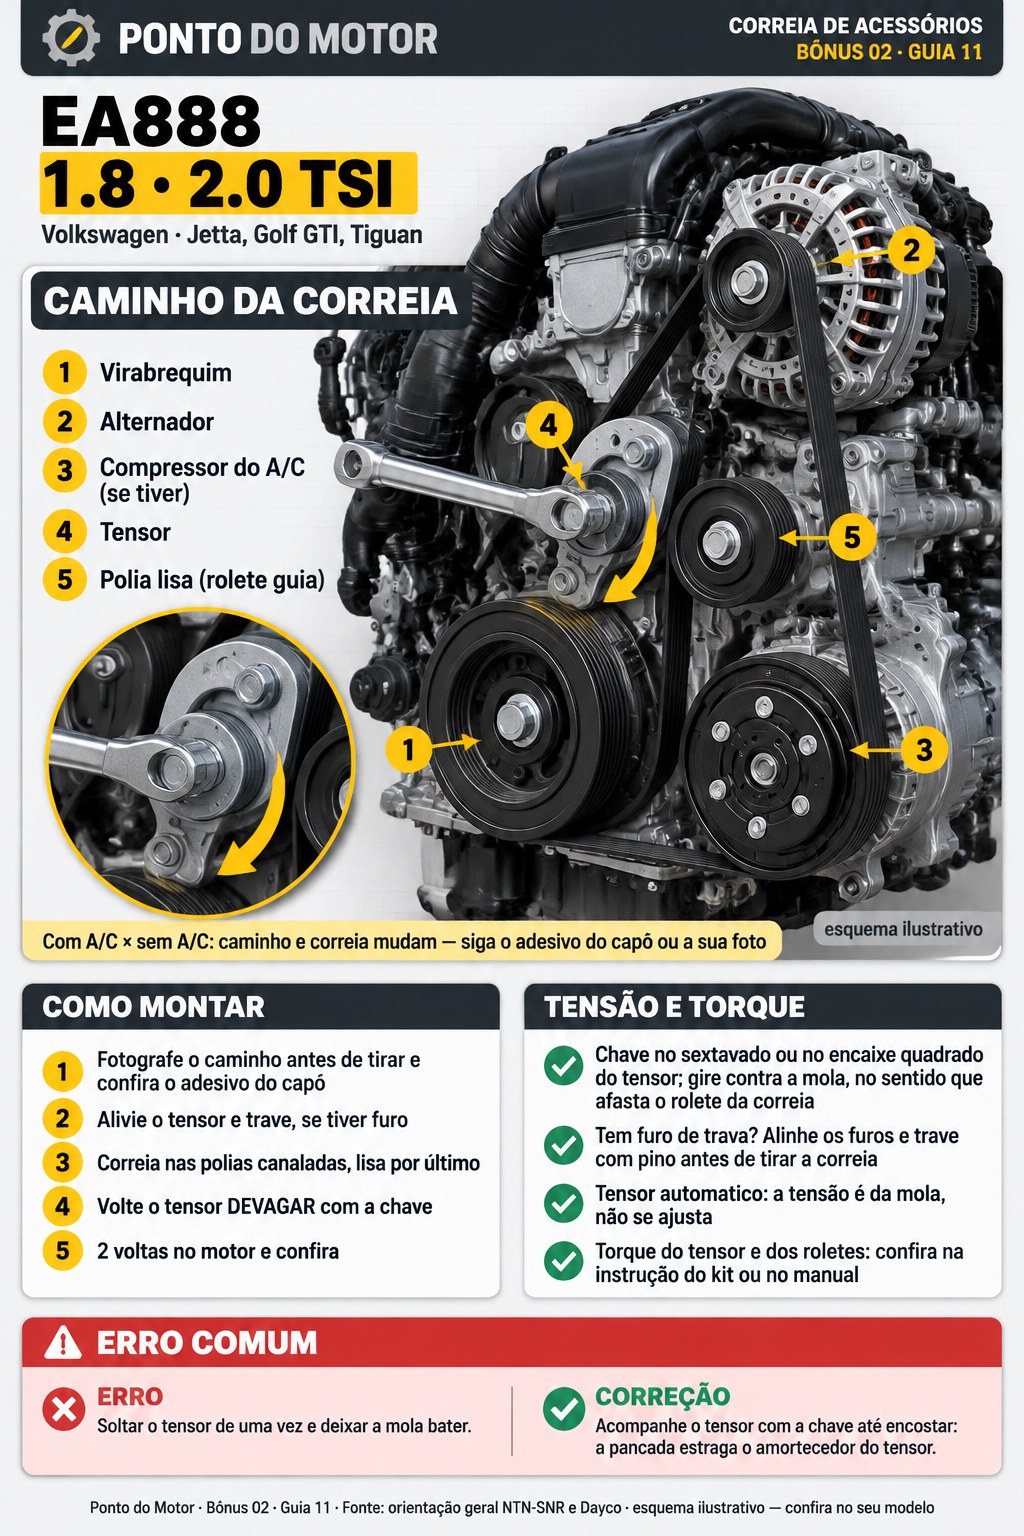 PONTO DO MOTOR
CORREIA DE ACESSÓRIOS
BÔNUS 02 · GUIA 11
EA888
1.8 · 2.0 TSI
Volkswagen · Jetta, Golf GTI, Tiguan
CAMINHO DA CORREIA
1 Virabrequim
2 Alternador
3 Compressor do A/C
(se tiver)
4 Tensor
5 Polia lisa (rolete guia)
2
4
5
1
3
Com A/C × sem A/C: caminho e correia mudam — siga o adesivo do capô ou a sua foto
esquema ilustrativo
COMO MONTAR
1 Fotografe o caminho antes de tirar e
confira o adesivo do capó
2 Alivie o tensor e trave, se tiver furo
3 Correia nas polias canaladas, lisa por último
4 Volte o tensor DEVAGAR com a chave
5 2 voltas no motor e confira
TENSÃO E TORQUE
Chave no sextavado ou no encaixe quadrado
do tensor; gire contra a mola, no sentido que
afasta o rolete da correia
Tem furo de trava? Alinhe os furos e trave
com pino antes de tirar a correia
Tensor automatico: a tensão é da mola,
não se ajusta
Torque do tensor e dos roletes: confira na
instrução do kit ou no manual
ERRO COMUM
ERRO
Soltar o tensor de uma vez e deixar a mola bater.
CORREÇÃO
Acompanhe o tensor com a chave até encostar:
a pancada estraga o amortecedor do tensor.
Ponto do Motor · Bônus 02 · Guia 11 · Fonte: orientação geral NTN-SNR e Dayco · esquema ilustrativo — confira no seu modelo